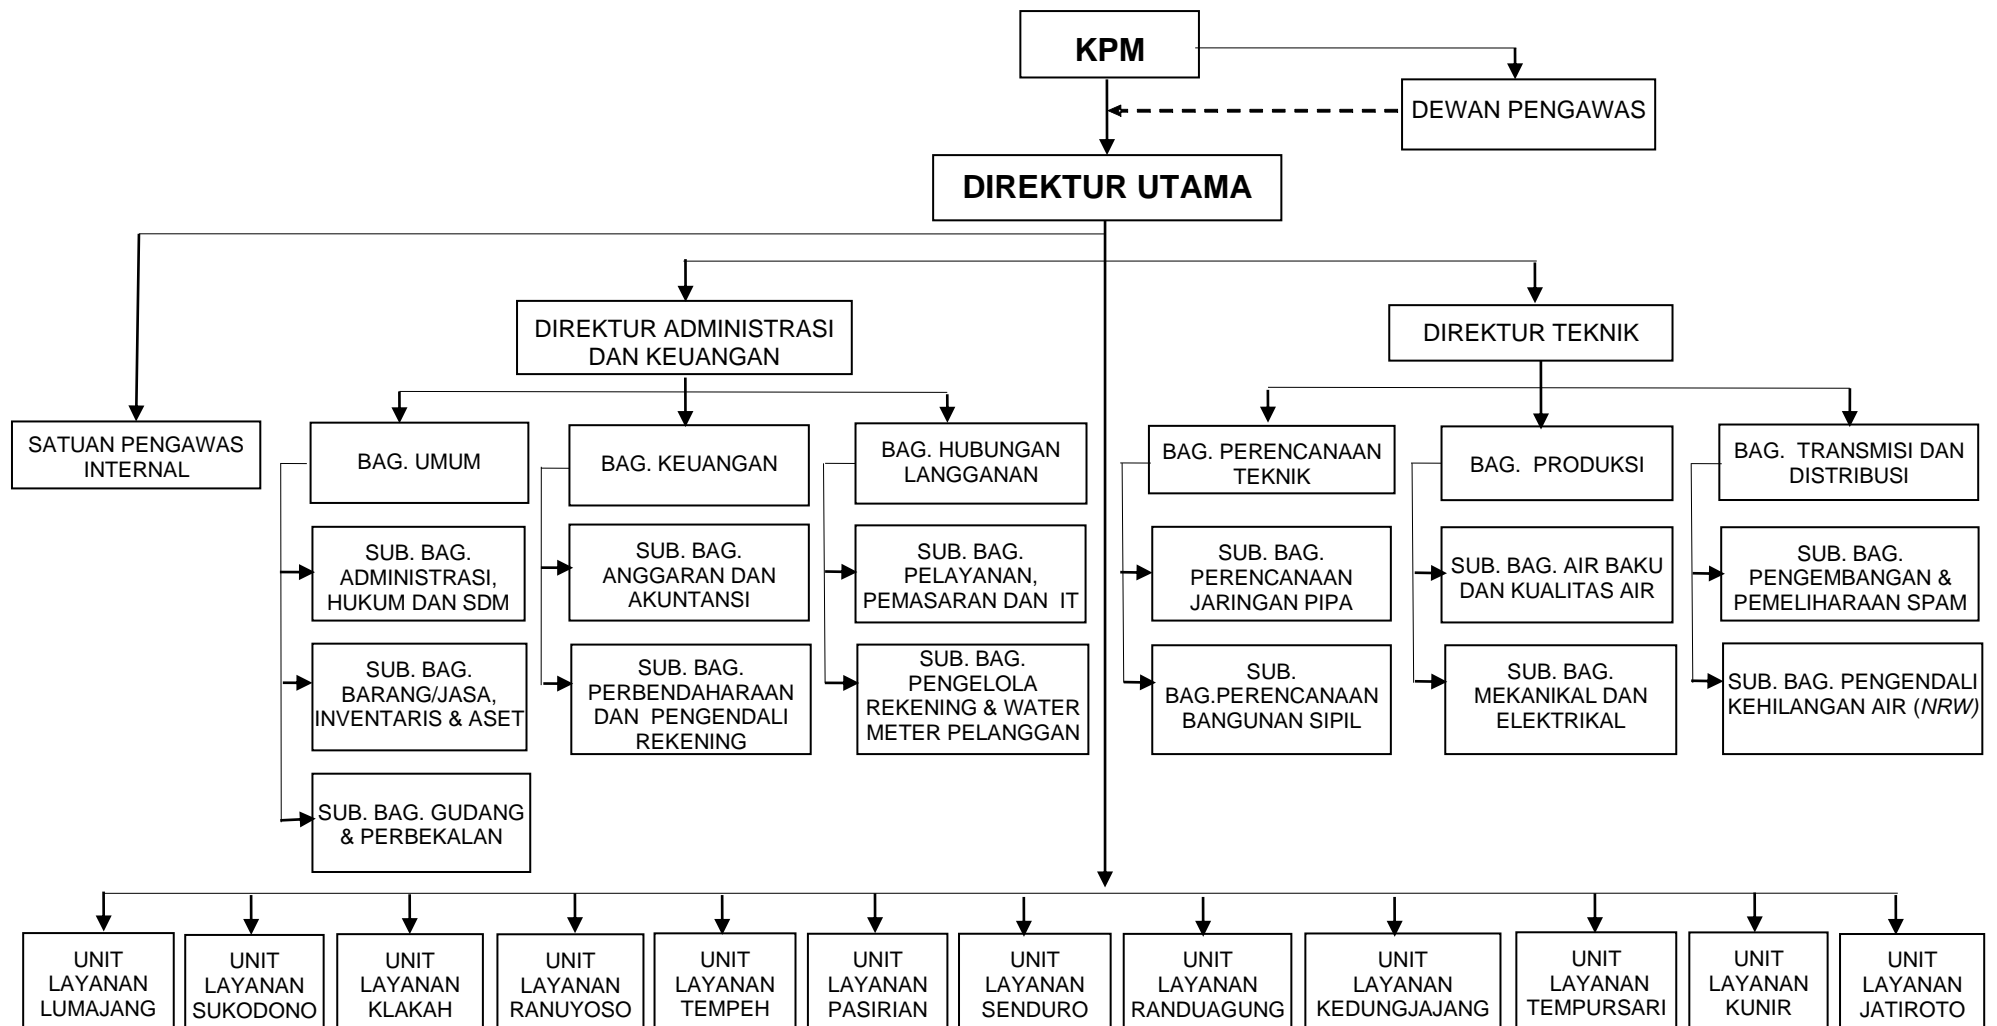 KPM
DEWAN PENGAWAS
DIREKTUR UTAMA
DIREKTUR ADMINISTRASI
DAN KEUANGAN
DIREKTUR TEKNIK
SATUAN PENGAWAS
INTERNAL
BAG. UMUM
BAG. KEUANGAN
BAG. HUBUNGAN
LANGGANAN
BAG. PERENCANAAN
TEKNIK
BAG. PRODUKSI
BAG. TRANSMISI DAN
DISTRIBUSI
SUB. BAG.
ADMINISTRASI,
HUKUM DAN SDM
SUB. BAG.
ANGGARAN DAN
AKUNTANSI
SUB. BAG.
PELAYANAN,
PEMASARAN DAN IT
SUB. BAG.
PERENCANAAN
JARINGAN PIPA
SUB. BAG. AIR BAKU
DAN KUALITAS AIR
SUB. BAG.
PENGEMBANGAN &
PEMELIHARAAN SPAM
SUB. BAG.
BARANG/JASA,
INVENTARIS & ASET
SUB. BAG.
PERBENDAHARAAN
DAN PENGENDALI
REKENING
SUB. BAG.
PENGELOLA
REKENING & WATER
METER PELANGGAN
SUB.
BAG.PERENCANAAN
BANGUNAN SIPIL
SUB. BAG.
MEKANIKAL DAN
ELEKTRIKAL
SUB. BAG. PENGENDALI
KEHILANGAN AIR (NRW)
SUB. BAG. GUDANG
& PERBEKALAN
UNIT
LAYANAN
LUMAJANG
UNIT
LAYANAN
SUKODONO
UNIT
LAYANAN
KLAKAH
UNIT
LAYANAN
RANUYOSO
UNIT
LAYANAN
TEMPEH
UNIT
LAYANAN
PASIRIAN
UNIT
LAYANAN
SENDURO
UNIT
LAYANAN
RANDUAGUNG
UNIT
LAYANAN
KEDUNGJAJANG
UNIT
LAYANAN
TEMPURSARI
UNIT
LAYANAN
KUNIR
UNIT
LAYANAN
JATIROTO